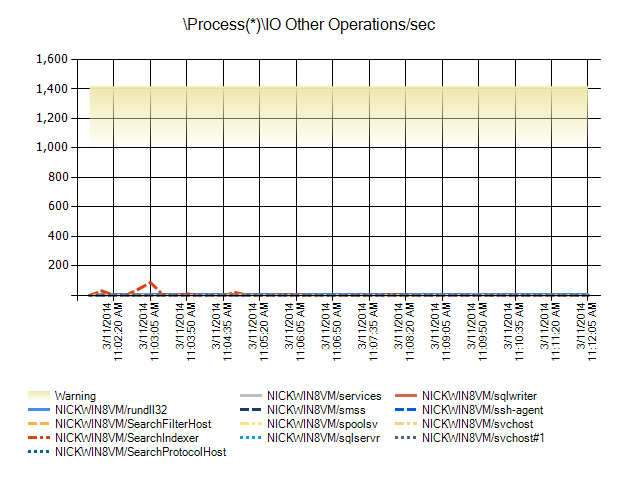 \Process(*)\IO Other Operations/sec
1,600
1,400
1,200
1,000
800
600
400
200
3/11/2014
11:02:20 AM
3/11/2014
11:03:05 AM
3/11/2014
11:03:50 AM
3/11/2014
11:04:35 AM
3/11/2014
11:05:20 AM
3/11/2014
11:06:05 AM
3/11/2014
11:06:50 AM
3/11/2014
11:07:35 AM
3/11/2014
11:08:20 AM
3/11/2014
11:09:05 AM
3/11/2014
11:09:50 AM
3/11/2014
11:10:35 AM
3/11/2014
11:11:20 AM
3/11/2014
11:12:05 AM
Warning NICKWIN8VM/services NICKWIN8VM/sqlwriter
NICKWIN8VM/rundll32 NICKWIN8VM/smss NICKWIN8VM/ssh-agent
NICKWIN8VM/SearchFilterHost NICKWIN8VM/spoolsv NICKWIN8VM/svchost
NICKWIN8VM/SearchIndexer NICKWIN8VM/sqlservr NICKWIN8VM/svchost#1
NICKWIN8VM/SearchProtocolHost